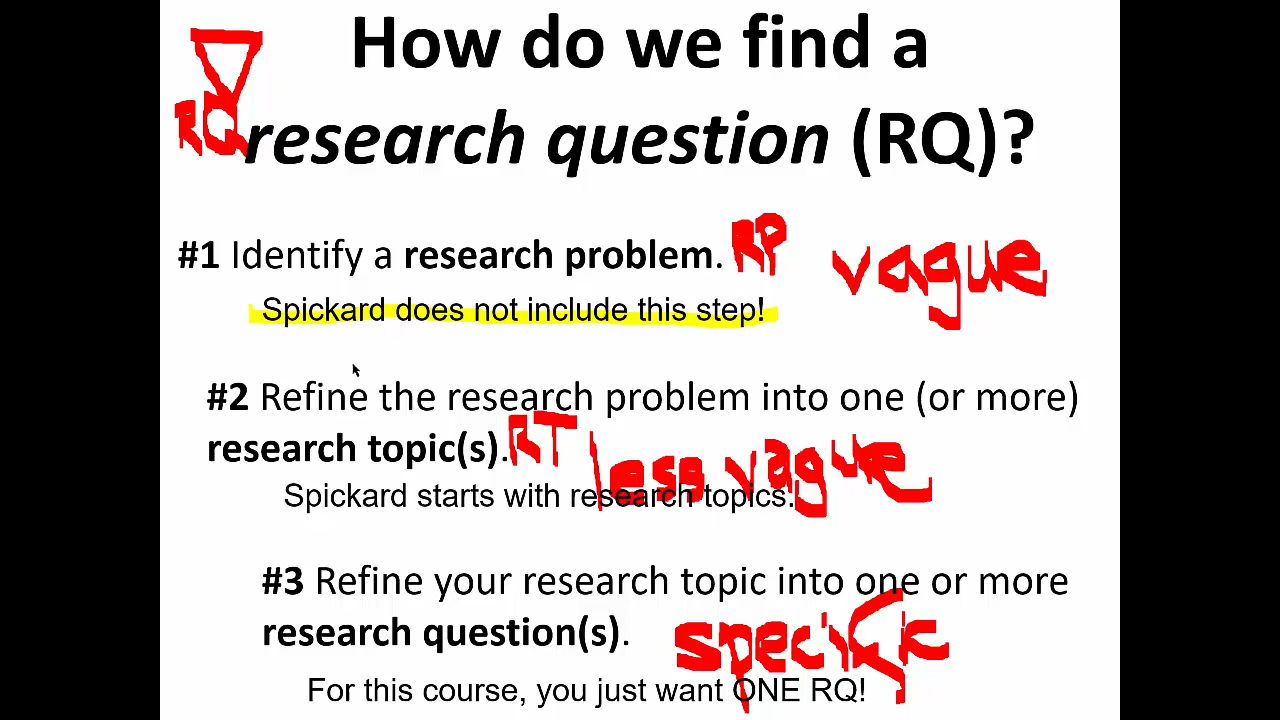 How do we find a
RQ research question (RQ)?
#1 Identify a research problem. RP vague
Spickard does not include this step!
#2 Refine the research problem into one (or more)
research topic(s). RT less vague
Spickard starts with research topics.
#3 Refine your research topic into one or more
research question(s). specific
For this course, you just want ONE RQ!